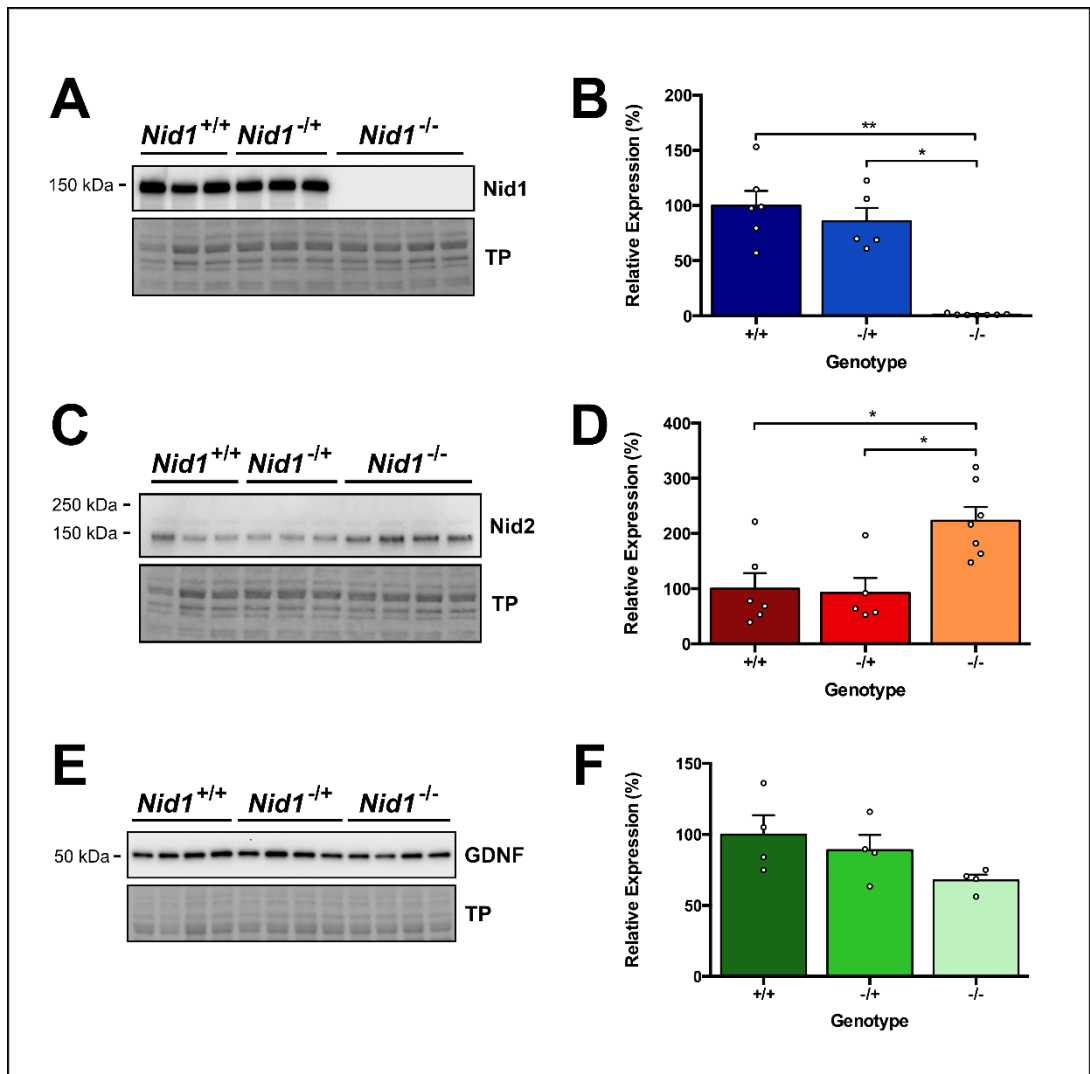 A
Nid1+/+ Nid1-/+ Nid1-/-
150 kDa -
Nid1
TP
B
Relative Expression (%)
200
150
100
50
0
**
*
+/+ -/+ -/-
Genotype
C
Nid1+/+ Nid1-/+ Nid1-/-
250 kDa -
150 kDa -
Nid2
TP
D
Relative Expression (%)
400
300
200
100
0
*
*
+/+ -/+ -/-
Genotype
E
Nid1+/+ Nid1-/+ Nid1-/-
50 kDa -
GDNF
TP
F
Relative Expression (%)
150
100
50
0
+/+ -/+ -/-
Genotype